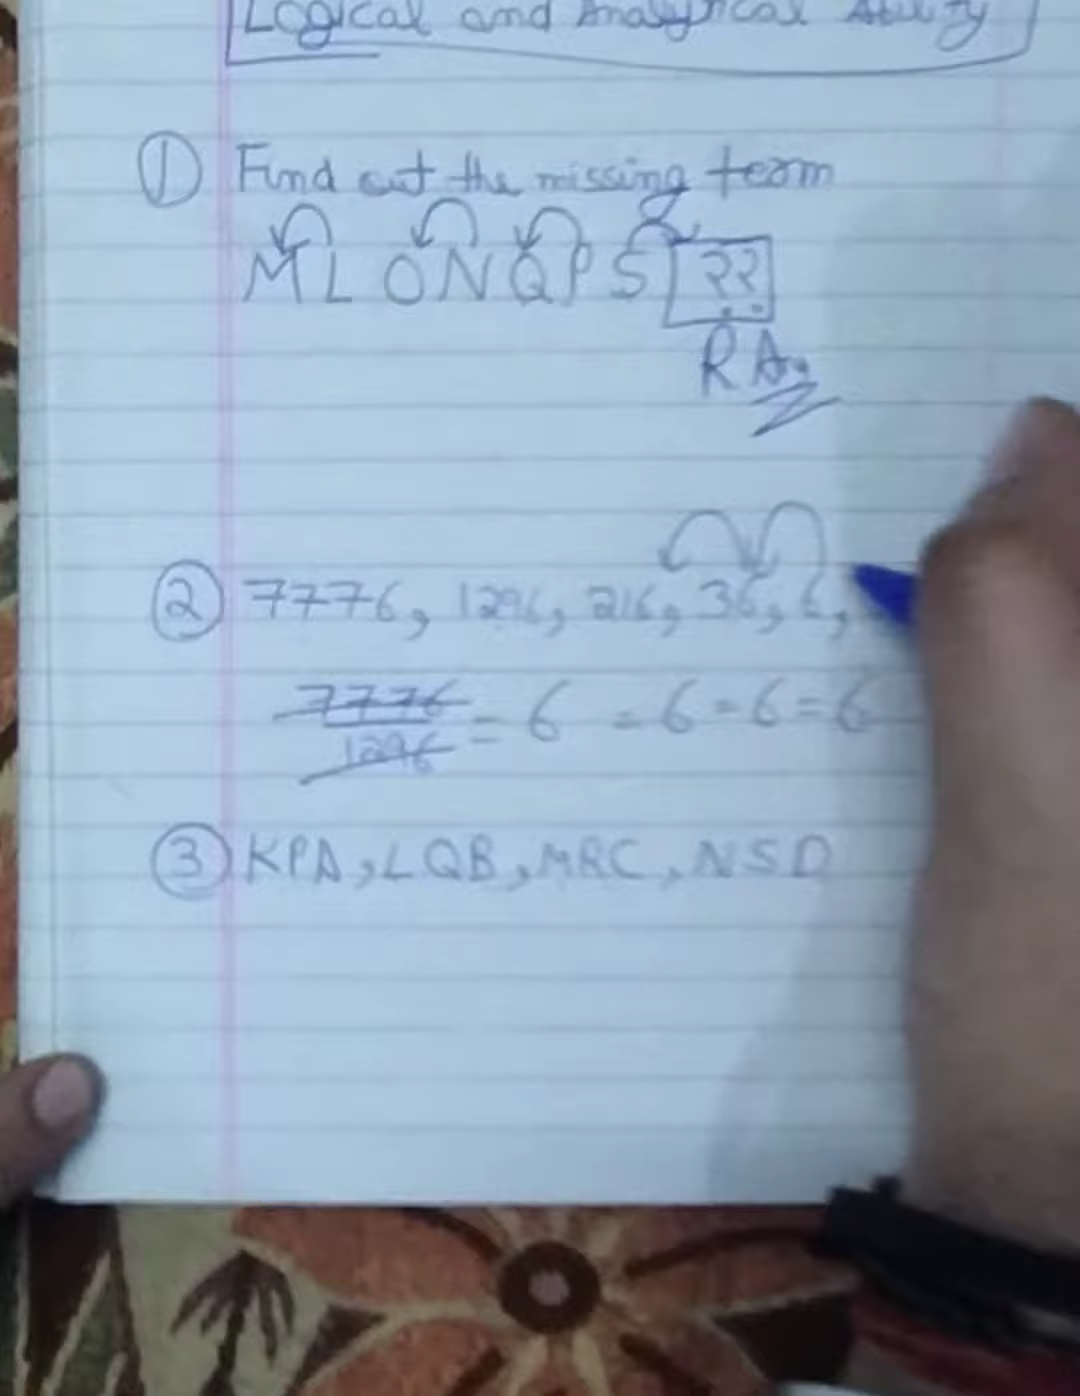 Logical and Analytical Ability
① Find out the missing term
M L O N Q P S ??
R A
② 7776, 1296, 216, 36, 6,
7776
1296 = 6 = 6 = 6 = 6
③ KPA, LQB, MRC, NSD